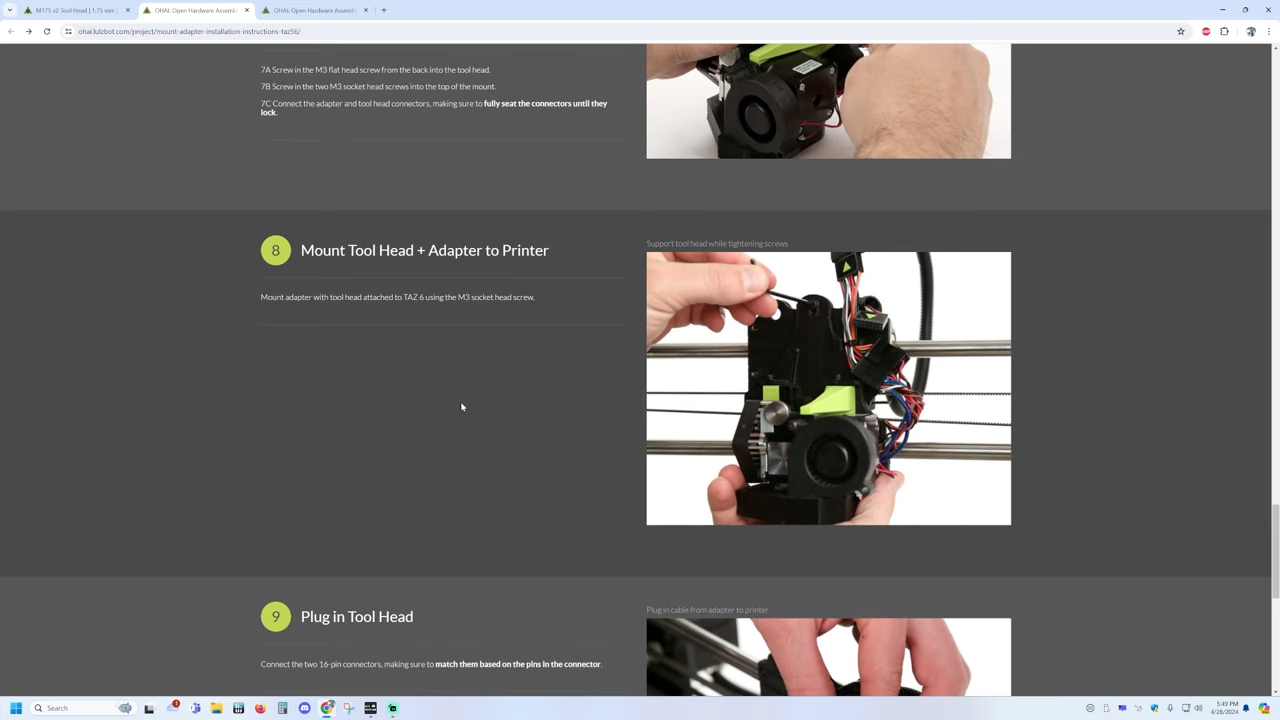 M175 v2 Tool Head | 1.75 mm
OHAI: Open Hardware Assembl
OHAI: Open Hardware Assembl
ohai.lulzbot.com/project/mount-adapter-installation-instructions-taz56/
7A Screw in the M3 flat head screw from the back into the tool head.
7B Screw in the two M3 socket head screws into the top of the mount.
7C Connect the adapter and tool head connectors, making sure to fully seat the connectors until they
lock.
8 Mount Tool Head + Adapter to Printer
Mount adapter with tool head attached to TAZ 6 using the M3 socket head screw.
Support tool head while tightening screws
9 Plug in Tool Head
Connect the two 16-pin connectors, making sure to match them based on the pins in the connector.
Plug in cable from adapter to printer
Search
5:49 PM
4/28/2024